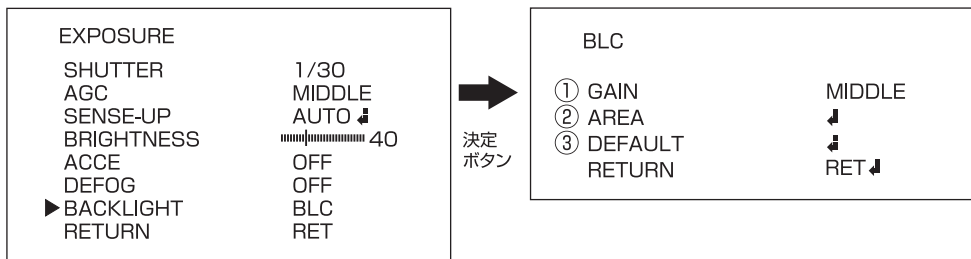 EXPOSURE
SHUTTER 1/30
AGC MIDDLE
SENSE-UP AUTO ↲
BRIGHTNESS 40
ACCE OFF
DEFOG OFF
▶BACKLIGHT BLC
RETURN RET
決定
ボタン
BLC
① GAIN MIDDLE
② AREA ↲
③ DEFAULT ↲
RETURN RET↲